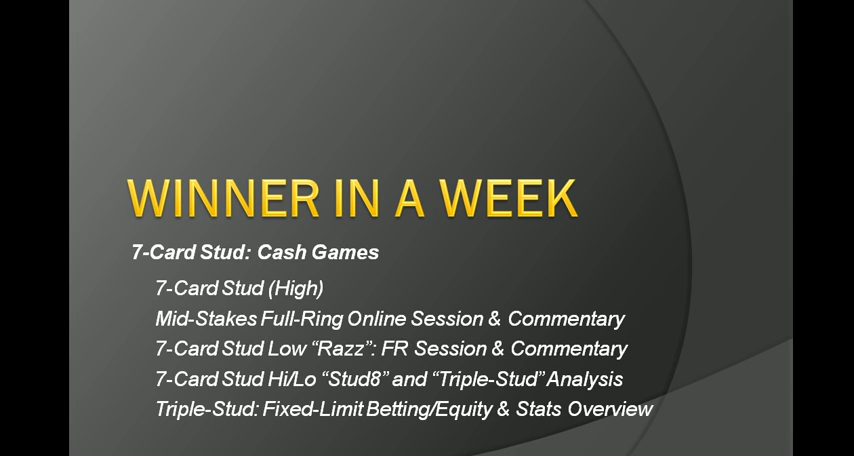 WINNER IN A WEEK
7-Card Stud: Cash Games
7-Card Stud (High)
Mid-Stakes Full-Ring Online Session & Commentary
7-Card Stud Low “Razz”: FR Session & Commentary
7-Card Stud Hi/Lo “Stud8” and “Triple-Stud” Analysis
Triple-Stud: Fixed-Limit Betting/Equity & Stats Overview